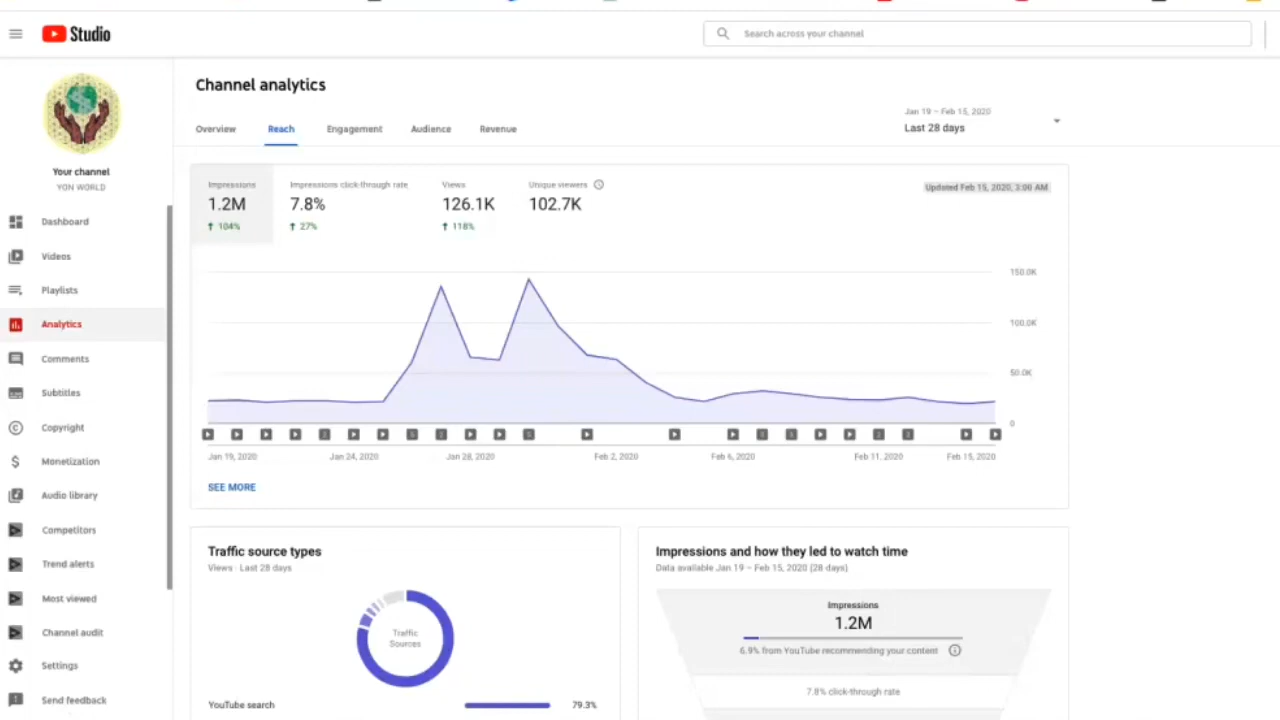 Studio
Search across your channel
Your channel
YON WORLD
Dashboard
Videos
Playlists
Analytics
Comments
Subtitles
Copyright
Monetization
Audio library
Competitors
Trend alerts
Most viewed
Channel audit
Settings
Send feedback
Channel analytics
Overview Reach Engagement Audience Revenue
Jan 19 – Feb 15, 2020
Last 28 days
Impressions Impressions click-through rate Views Unique viewers
1.2M 7.8% 126.1K 102.7K
104% 27% 118%
Updated Feb 15, 2020, 3:00 AM
150.0K
100.0K
50.0K
0
Jan 19, 2020 Jan 24, 2020 Jan 28, 2020 Feb 2, 2020 Feb 6, 2020 Feb 11, 2020 Feb 15, 2020
SEE MORE
Traffic source types
Views · Last 28 days
Traffic
Sources
YouTube search 79.3%
Impressions and how they led to watch time
Data available Jan 19 – Feb 15, 2020 (28 days)
Impressions
1.2M
6.9% from YouTube recommending your content
7.8% click-through rate